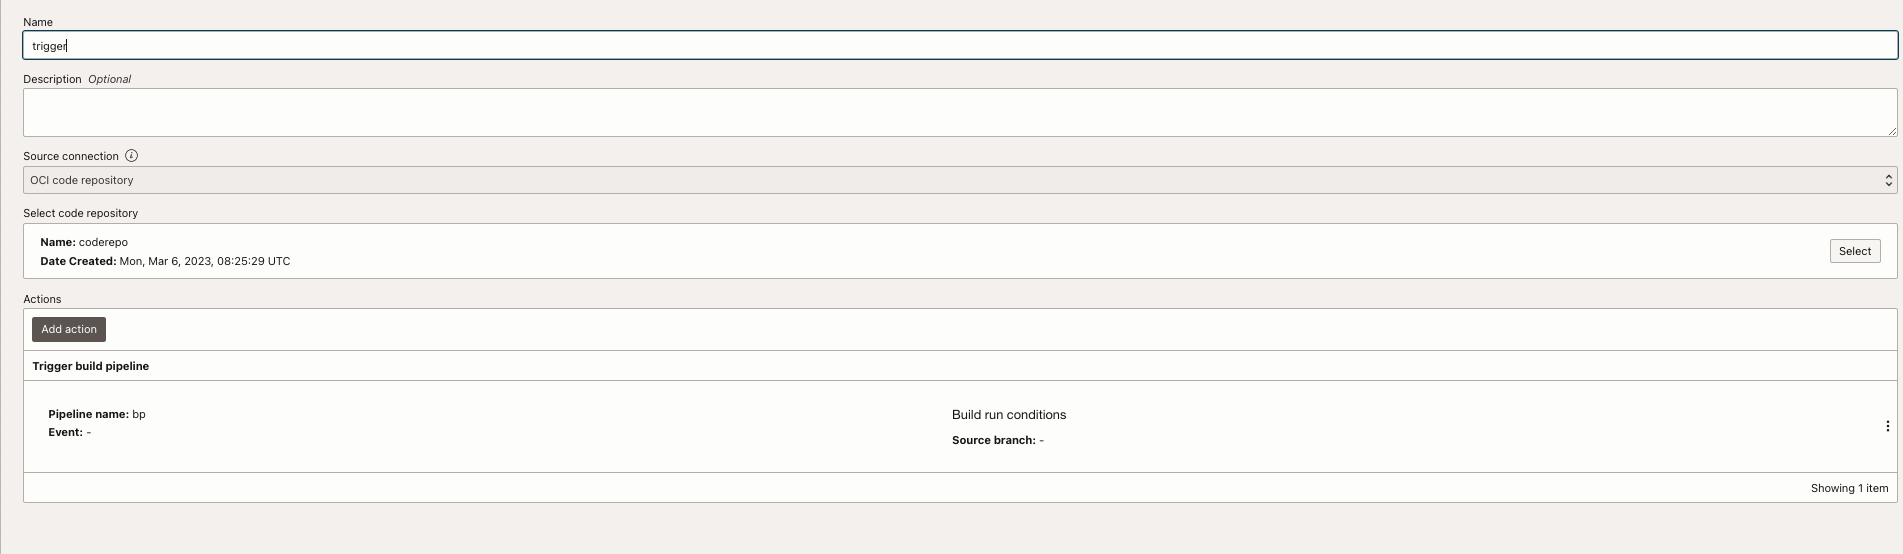 Name
trigger
Description Optional
Source connection i
OCI code repository
Select code repository
Name: coderepo
Date Created: Mon, Mar 6, 2023, 08:25:29 UTC
Select
Actions
Add action
Trigger build pipeline
Pipeline name: bp
Event: -
Build run conditions
Source branch: -
Showing 1 item